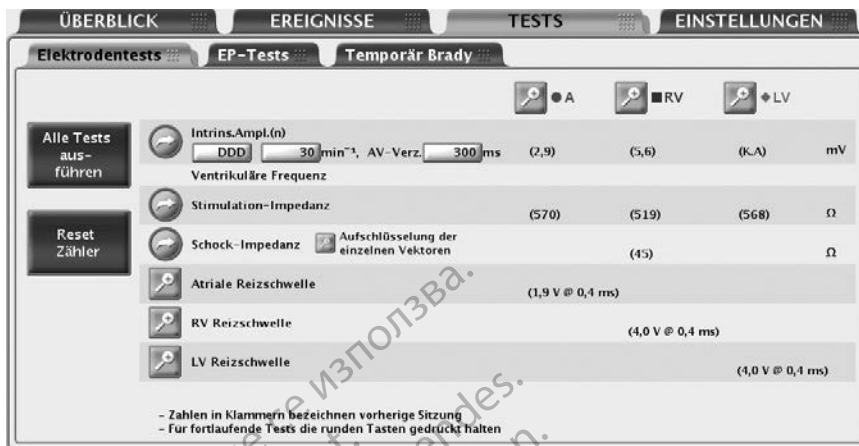 ÜBERBLICK EREIGNISSE TESTS EINSTELLUNGEN
Elektrodentests EP-Tests Temporär Brady
A RV LV
Alle Tests
aus-
führen
Intrins.Ampl.(n)
DDD 30 min⁻¹, AV-Verz. 300 ms (2,9) (5,6) (K.A) mV
Ventrikuläre Frequenz
Stimulation-Impedanz (570) (519) (568) Ω
Reset
Zähler
Schock-Impedanz Aufschlüsselung der
einzelnen Vektoren (45) Ω
Atriale Reizschwelle (1,9 V @ 0,4 ms)
RV Reizschwelle (4,0 V @ 0,4 ms)
LV Reizschwelle (4,0 V @ 0,4 ms)
- Zahlen in Klammern bezeichnen vorherige Sitzung
- Für fortlaufende Tests die runden Tasten gedrückt halten
се използва.